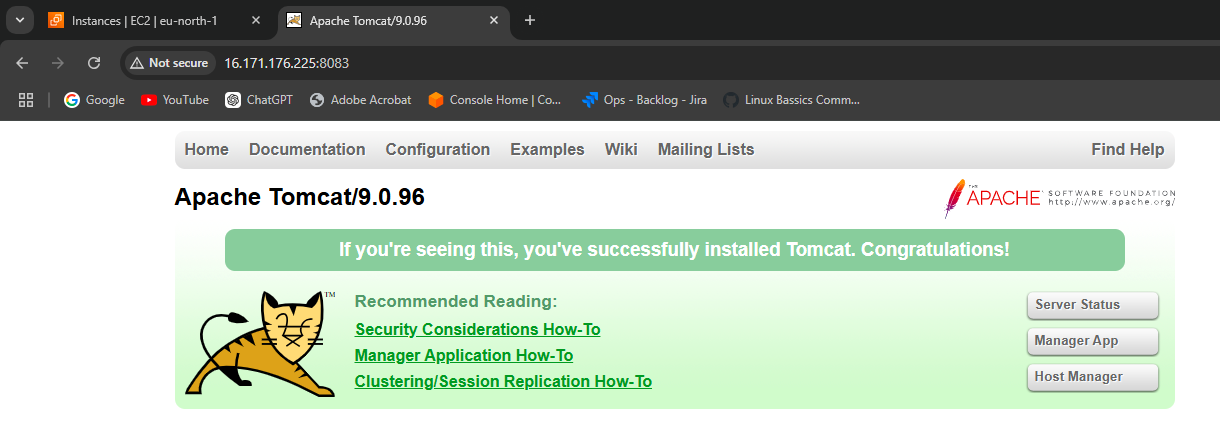 Instances | EC2 | eu-north-1
Apache Tomcat/9.0.96
Not secure
16.171.176.225:8083
Google
YouTube
ChatGPT
Adobe Acrobat
Console Home | Co...
Ops - Backlog - Jira
Linux Bassics Comm...
Home Documentation Configuration Examples Wiki Mailing Lists Find Help
Apache Tomcat/9.0.96
THE APACHE SOFTWARE FOUNDATION
http://www.apache.org/
If you're seeing this, you've successfully installed Tomcat. Congratulations!
TM
Recommended Reading:
Security Considerations How-To
Manager Application How-To
Clustering/Session Replication How-To
Server Status
Manager App
Host Manager